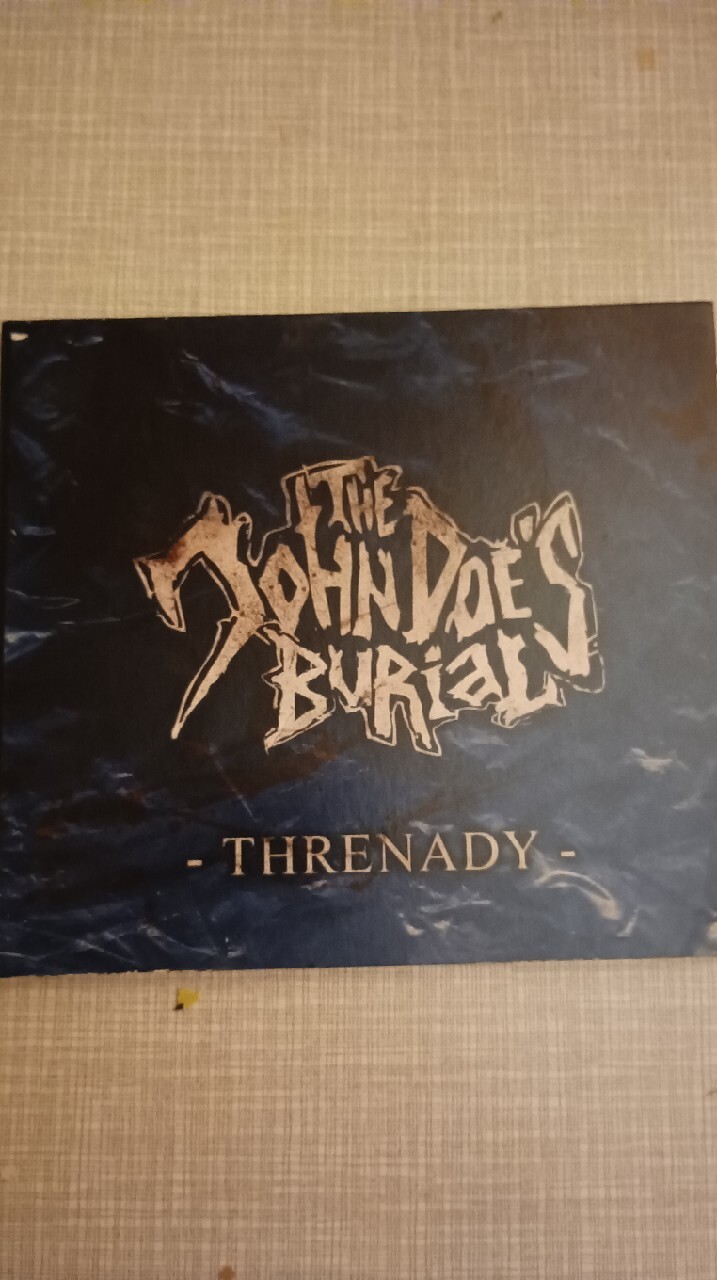 THE
JOHN DOE'S
BURiaL
- THRENADY -